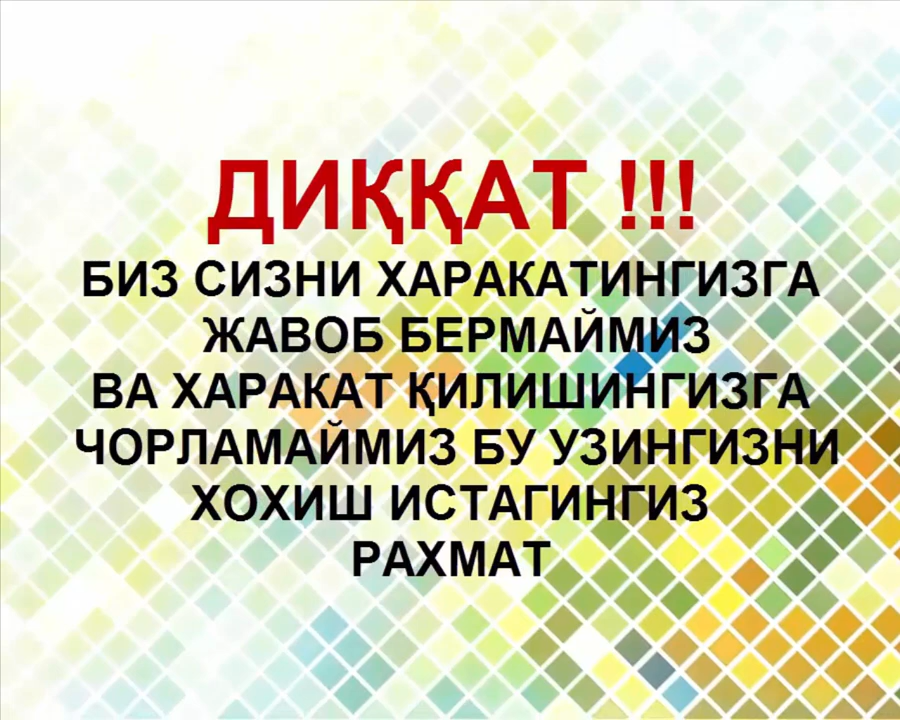 ДИҚҚАТ !!!
БИЗ СИЗНИ ХАРАКАТИНГИЗГА
ЖАВОБ БЕРМАЙМИЗ
ВА ХАРАКАТ ҚИЛИШИНГИЗГА
ЧОРЛАМАЙМИЗ БУ УЗИНГИЗНИ
ХОХИШ ИСТАГИНГИЗ
РАХМАТ